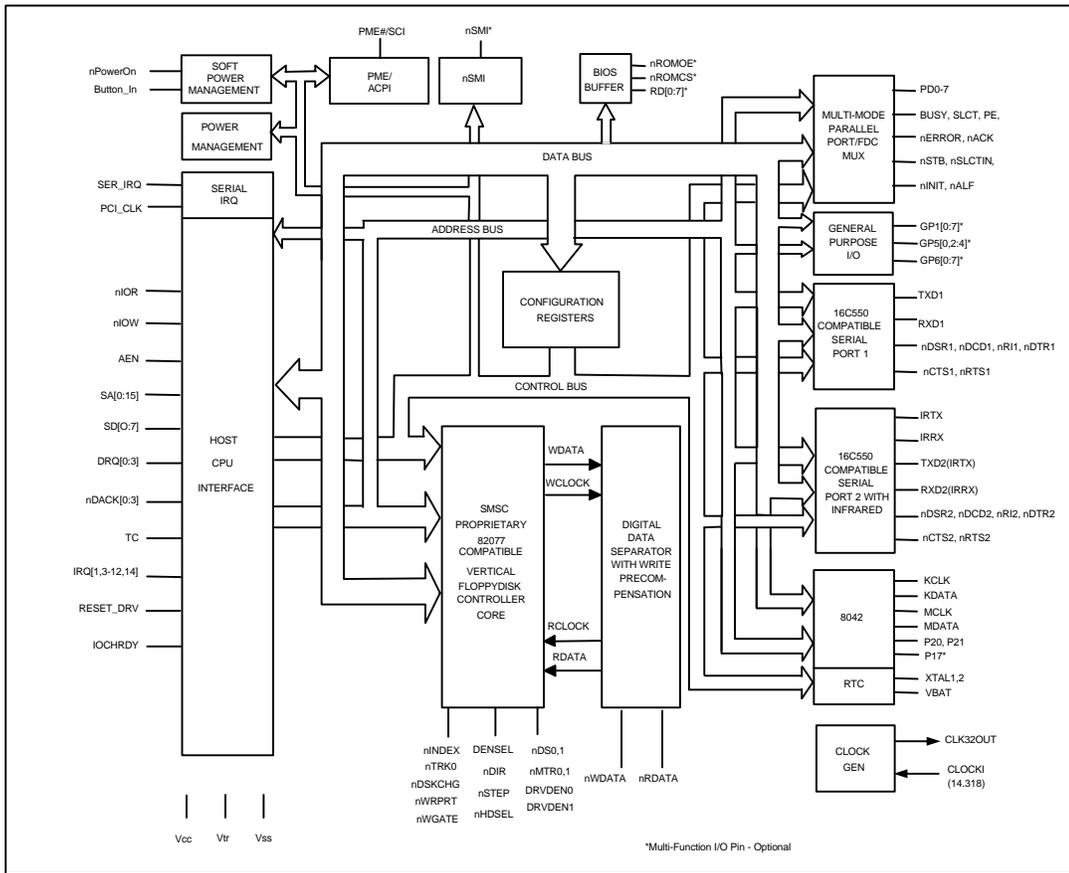 PME#/SCI
nSMI*
nPowerOn
Button_In
SOFT
POWER
MANAGEMENT
PME/
ACPI
nSMI
BIOS
BUFFER
nROMOE*
nROMCS*
RD[0:7]*
POWER
MANAGEMENT
MULTI-MODE
PARALLEL
PORT/FDC
MUX
PD0-7
BUSY, SLCT, PE,
nERROR, nACK
nSTB, nSLCTIN,
nINIT, nALF
DATA BUS
SER_IRQ
PCI_CLK
SERIAL
IRQ
ADDRESS BUS
GENERAL
PURPOSE
I/O
GP1[0:7]*
GP5[0,2:4]*
GP6[0:7]*
CONFIGURATION
REGISTERS
16C550
COMPATIBLE
SERIAL
PORT 1
TXD1
RXD1
nDSR1, nDCD1, nRI1, nDTR1
nCTS1, nRTS1
nIOR
nIOW
AEN
SA[0:15]
SD[O:7]
DRQ[0:3]
nDACK[0:3]
TC
IRQ[1,3-12,14]
RESET_DRV
IOCHRDY
HOST
CPU
INTERFACE
CONTROL BUS
SMSC
PROPRIETARY
82077
COMPATIBLE
VERTICAL
FLOPPYDISK
CONTROLLER
CORE
WDATA
WCLOCK
RCLOCK
RDATA
DIGITAL
DATA
SEPARATOR
WITH WRITE
PRECOM-
PENSATION
16C550
COMPATIBLE
SERIAL
PORT 2 WITH
INFRARED
IRTX
IRRX
TXD2(IRTX)
RXD2(IRRX)
nDSR2, nDCD2, nRI2, nDTR2
nCTS2, nRTS2
8042
KCLK
KDATA
MCLK
MDATA
P20, P21
P17*
RTC
XTAL1,2
VBAT
CLOCK
GEN
CLK32OUT
CLOCKI
(14.318)
nINDEX
nTRK0
nDSKCHG
nWRPRT
nWGATE
DENSEL
nDIR
nSTEP
nHDSEL
nDS0,1
nMTR0,1
DRVDEN0
DRVDEN1
nWDATA
nRDATA
Vcc
Vtr
Vss
*Multi-Function I/O Pin - Optional